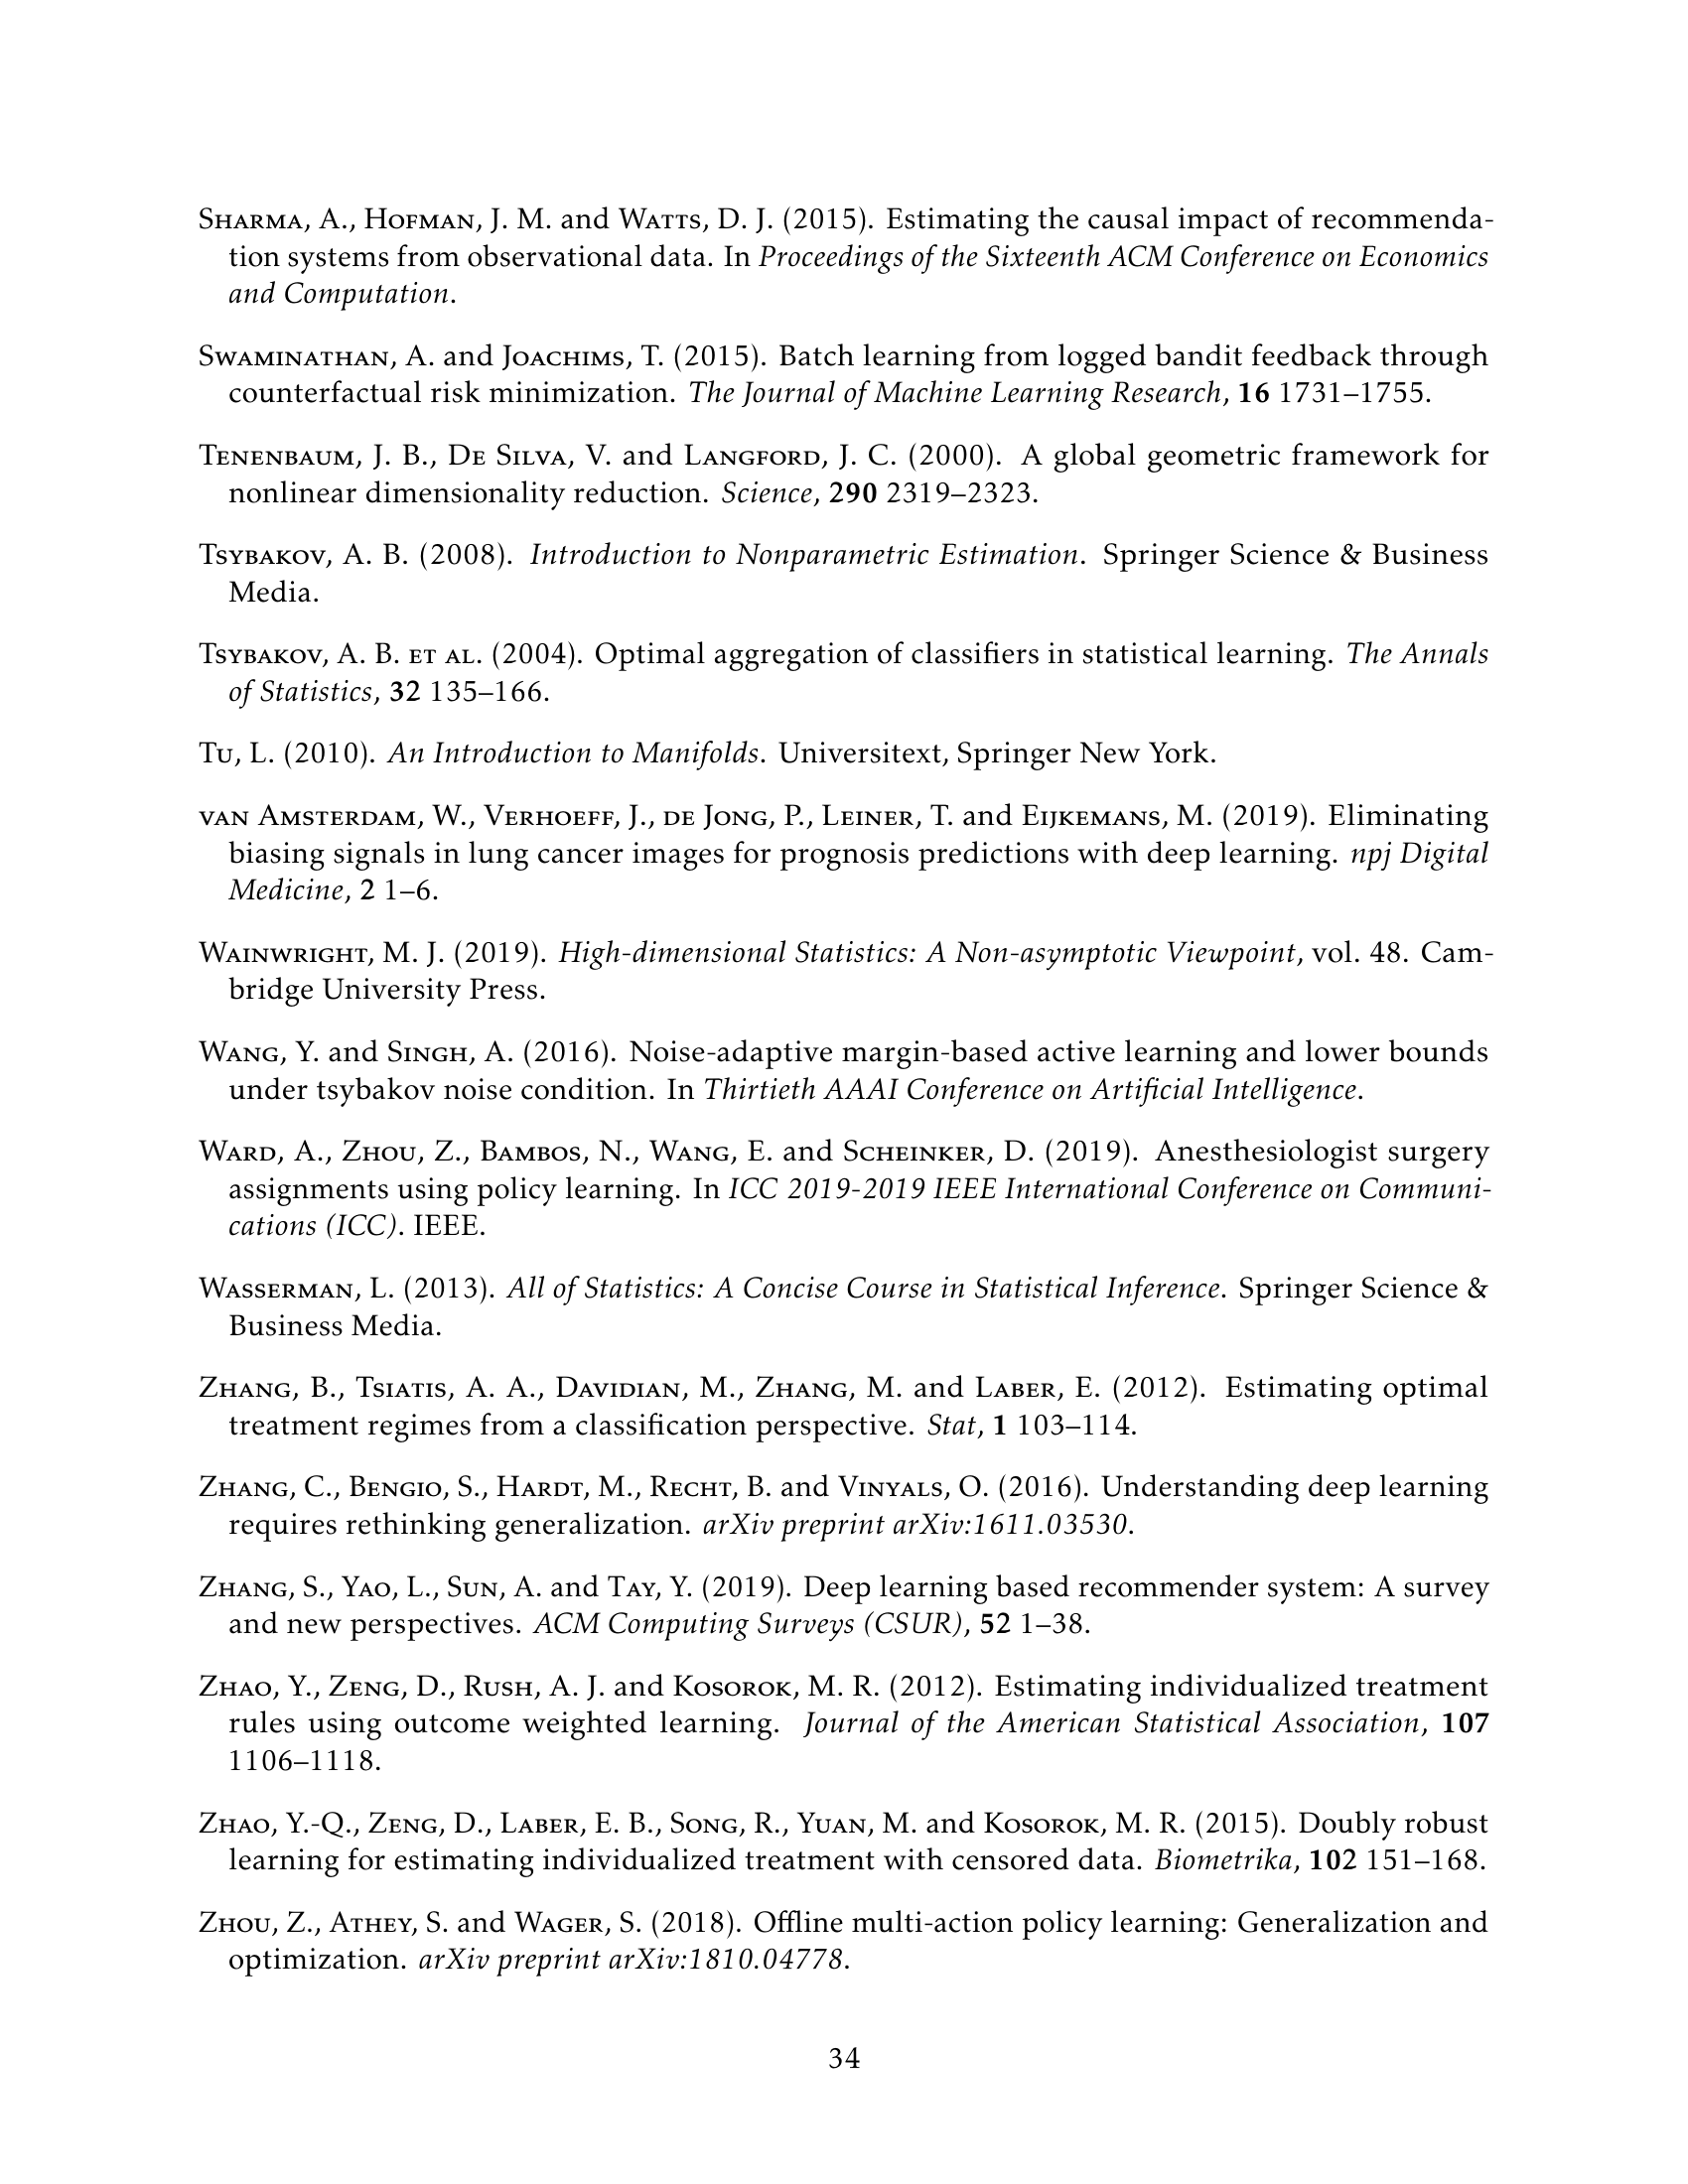 Sharma, A., Hofman, J. M. and Watts, D. J. (2015). Estimating the causal impact of recommenda-
tion systems from observational data. In Proceedings of the Sixteenth ACM Conference on Economics
and Computation.
Swaminathan, A. and Joachims, T. (2015). Batch learning from logged bandit feedback through
counterfactual risk minimization. The Journal of Machine Learning Research, 16 1731–1755.
Tenenbaum, J. B., De Silva, V. and Langford, J. C. (2000). A global geometric framework for
nonlinear dimensionality reduction. Science, 290 2319–2323.
Tsybakov, A. B. (2008). Introduction to Nonparametric Estimation. Springer Science & Business
Media.
Tsybakov, A. B. et al. (2004). Optimal aggregation of classifiers in statistical learning. The Annals
of Statistics, 32 135–166.
Tu, L. (2010). An Introduction to Manifolds. Universitext, Springer New York.
van Amsterdam, W., Verhoeff, J., de Jong, P., Leiner, T. and Eijkemans, M. (2019). Eliminating
biasing signals in lung cancer images for prognosis predictions with deep learning. npj Digital
Medicine, 2 1–6.
Wainwright, M. J. (2019). High-dimensional Statistics: A Non-asymptotic Viewpoint, vol. 48. Cam-
bridge University Press.
Wang, Y. and Singh, A. (2016). Noise-adaptive margin-based active learning and lower bounds
under tsybakov noise condition. In Thirtieth AAAI Conference on Artificial Intelligence.
Ward, A., Zhou, Z., Bambos, N., Wang, E. and Scheinker, D. (2019). Anesthesiologist surgery
assignments using policy learning. In ICC 2019-2019 IEEE International Conference on Communi-
cations (ICC). IEEE.
Wasserman, L. (2013). All of Statistics: A Concise Course in Statistical Inference. Springer Science &
Business Media.
Zhang, B., Tsiatis, A. A., Davidian, M., Zhang, M. and Laber, E. (2012). Estimating optimal
treatment regimes from a classification perspective. Stat, 1 103–114.
Zhang, C., Bengio, S., Hardt, M., Recht, B. and Vinyals, O. (2016). Understanding deep learning
requires rethinking generalization. arXiv preprint arXiv:1611.03530.
Zhang, S., Yao, L., Sun, A. and Tay, Y. (2019). Deep learning based recommender system: A survey
and new perspectives. ACM Computing Surveys (CSUR), 52 1–38.
Zhao, Y., Zeng, D., Rush, A. J. and Kosorok, M. R. (2012). Estimating individualized treatment
rules using outcome weighted learning. Journal of the American Statistical Association, 107
1106–1118.
Zhao, Y.-Q., Zeng, D., Laber, E. B., Song, R., Yuan, M. and Kosorok, M. R. (2015). Doubly robust
learning for estimating individualized treatment with censored data. Biometrika, 102 151–168.
Zhou, Z., Athey, S. and Wager, S. (2018). Offline multi-action policy learning: Generalization and
optimization. arXiv preprint arXiv:1810.04778.
34